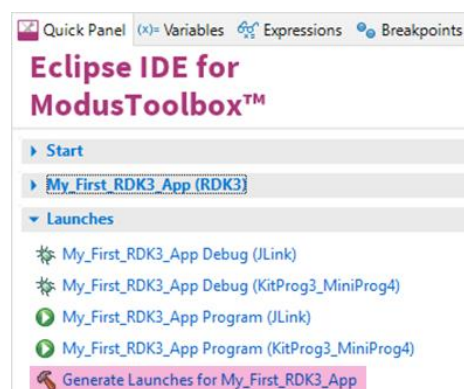 Quick Panel (x)= Variables Expressions Breakpoints
Eclipse IDE for
ModusToolbox™
Start
My_First_RDK3_App (RDK3)
Launches
My_First_RDK3_App Debug (JLink)
My_First_RDK3_App Debug (KitProg3_MiniProg4)
My_First_RDK3_App Program (JLink)
My_First_RDK3_App Program (KitProg3_MiniProg4)
Generate Launches for My_First_RDK3_App